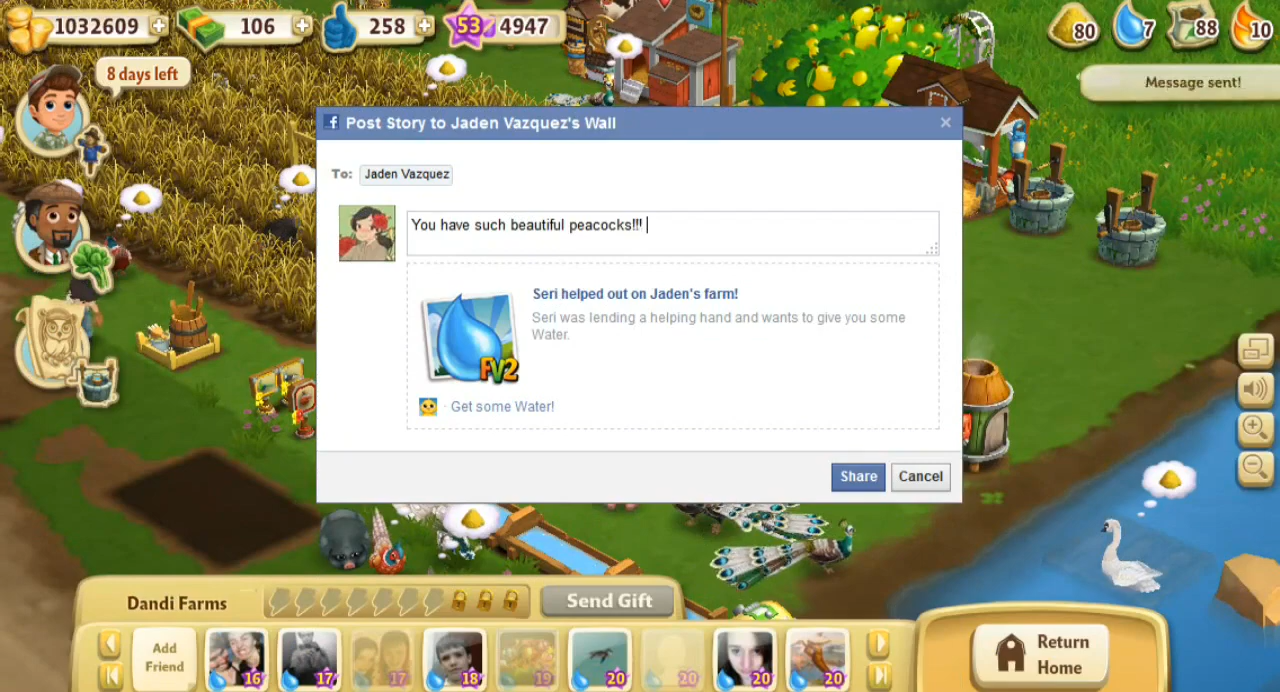 1032609
106
258
53 4947
80
7
88
10
8 days left
Message sent!
Post Story to Jaden Vazquez's Wall
To: Jaden Vazquez
You have such beautiful peacocks!!!
Seri helped out on Jaden's farm!
Seri was lending a helping hand and wants to give you some
Water.
FV2
· Get some Water!
Share
Cancel
Dandi Farms
Send Gift
Add
Friend
16
17
17
18
19
20
20
20
20
Return
Home